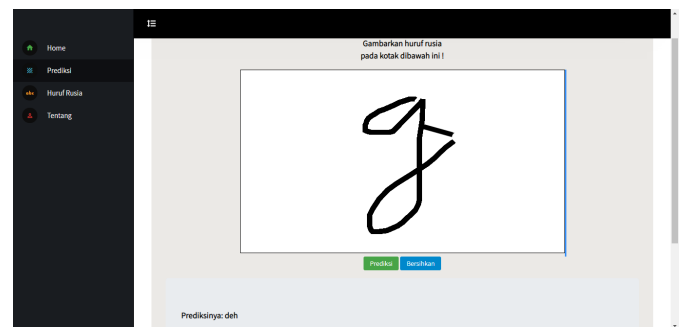 Home
Prediksi
Huruf Rusia
Tentang
Gambarkan huruf rusia
pada kotak dibawah ini !
д
Prediksi Bersihkan
Prediksinya: deh